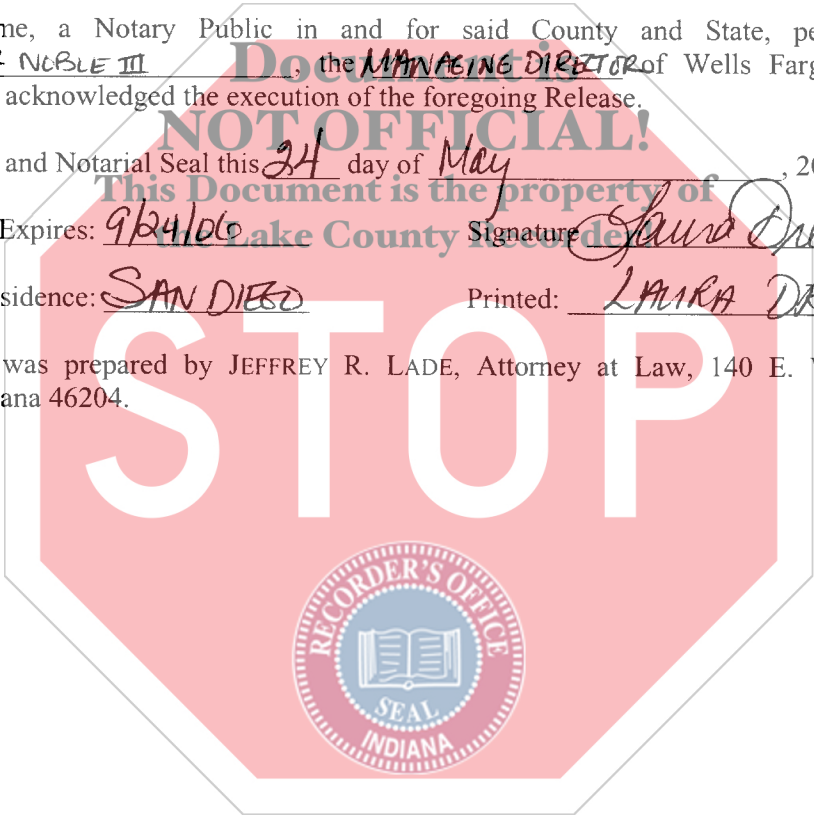 me, a Notary Public in and for said County and State, pe
NOBLE III, the MANAGING DIRECTOR of Wells Farg
acknowledged the execution of the foregoing Release.
and Notarial Seal this 24 day of May, 20
Expires: 9/24/06 Signature Laura Dre
sidence: SAN DIEGO Printed: LAURA DR
was prepared by JEFFREY R. LADE, Attorney at Law, 140 E. W
ana 46204.
Document is
NOT OFFICIAL!
This Document is the property of
the Lake County Recorder!
STOP
RECORDER'S OFFICE
SEAL
INDIANA